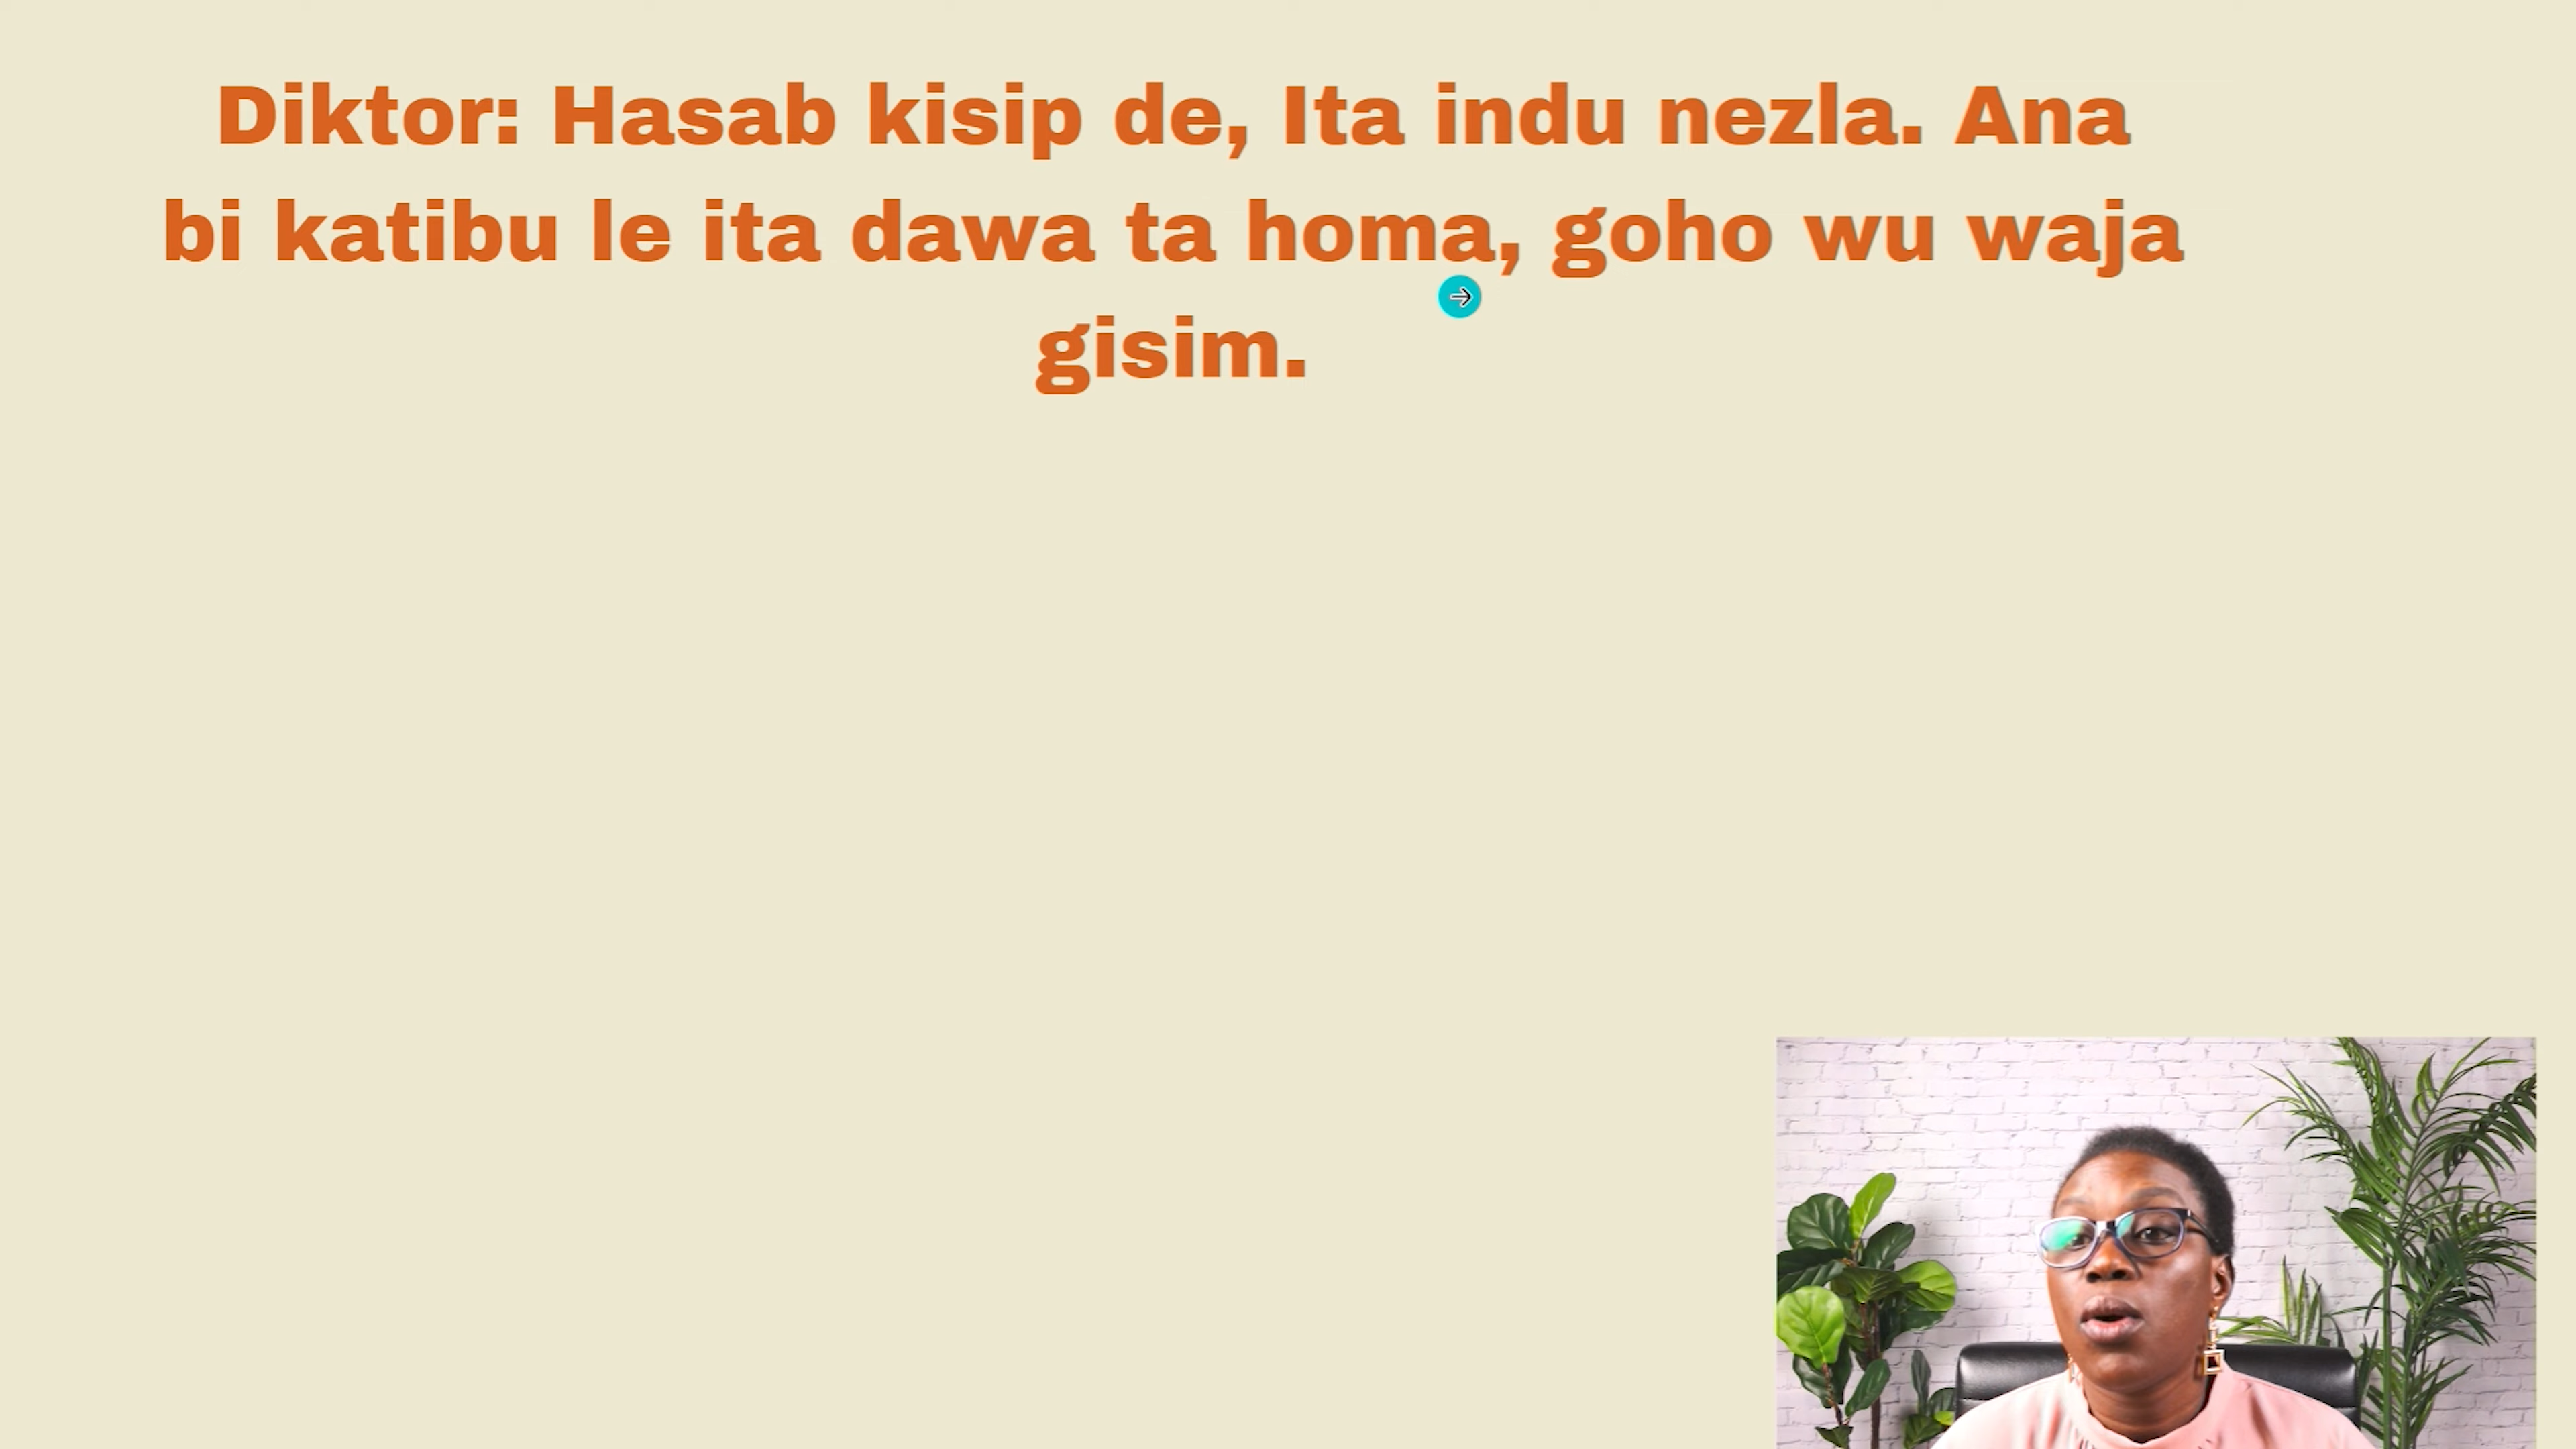 Diktor: Hasab kisip de, Ita indu nezla. Ana
bi katibu le ita dawa ta homa, goho wu waja
gisim.